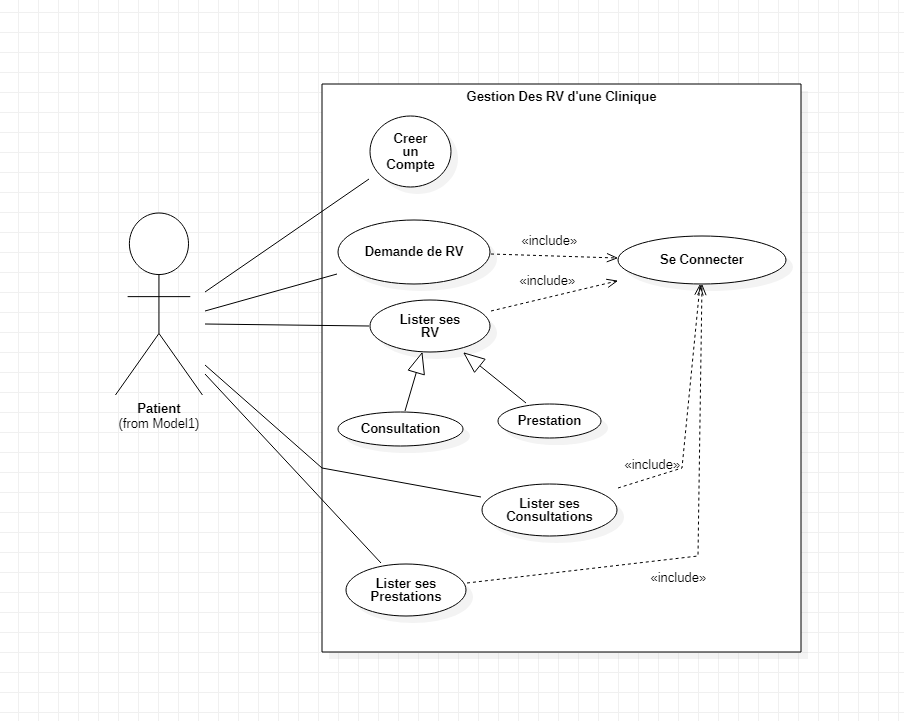 Gestion Des RV d'une Clinique
Creer
un
Compte
Demande de RV
«include»
Se Connecter
«include»
Lister ses
RV
Consultation
Prestation
Patient
(from Model1)
«include»
Lister ses
Consultations
«include»
Lister ses
Prestations